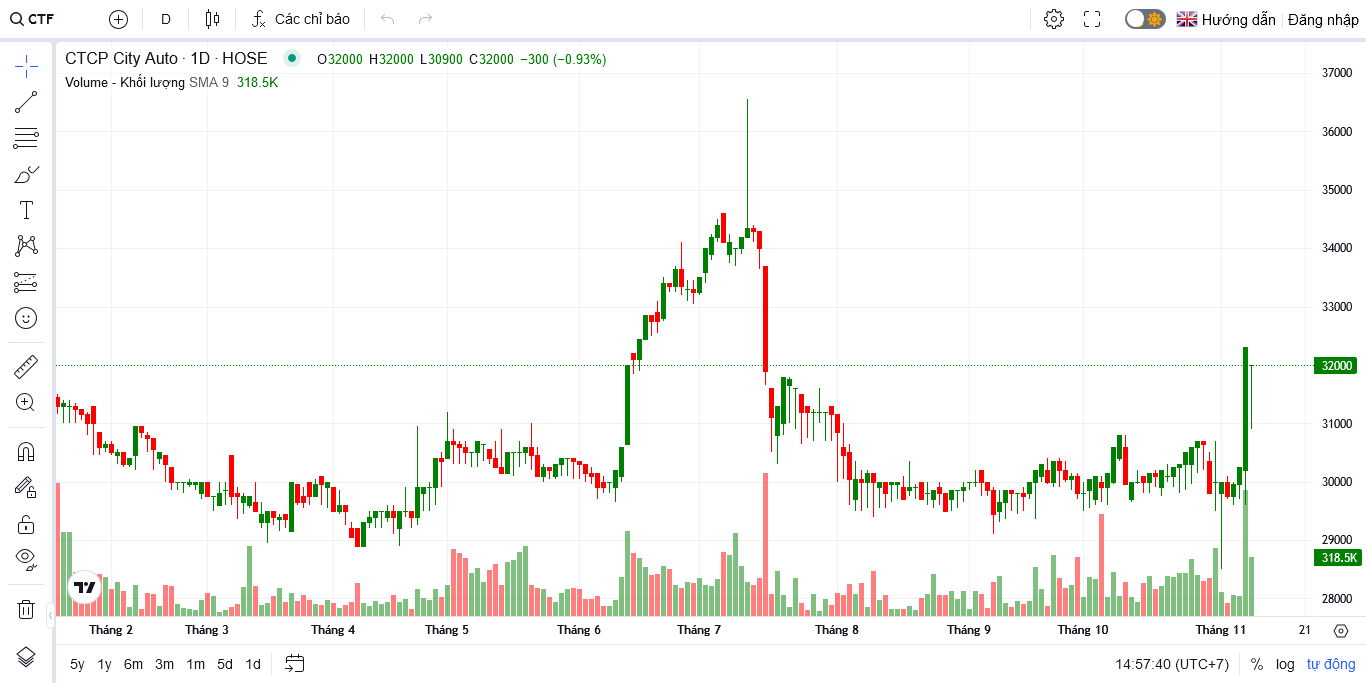 CTF D Các chỉ báo Hướng dẫn Đăng nhập
CTCP City Auto · 1D · HOSE O32000 H32000 L30900 C32000 −300 (−0.93%)
Volume - Khối lượng SMA 9 318.5K
37000
36000
35000
34000
33000
32000
31000
30000
29000
318.5K
28000
Tháng 2 Tháng 3 Tháng 4 Tháng 5 Tháng 6 Tháng 7 Tháng 8 Tháng 9 Tháng 10 Tháng 11 21
5y 1y 6m 3m 1m 5d 1d 14:57:40 (UTC+7) % log tự động